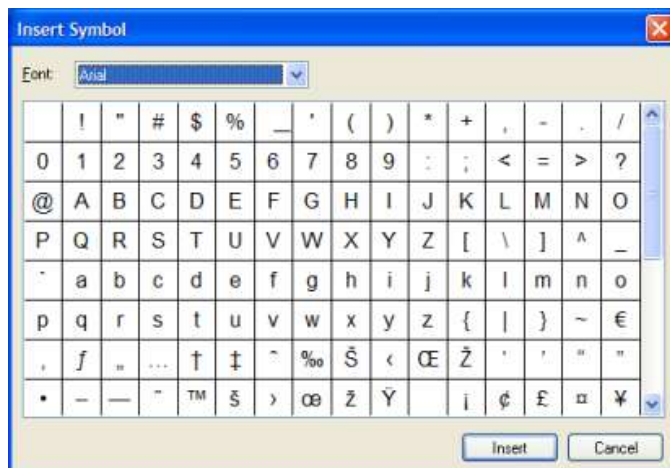 Insert Symbol
Font: Arial
! " # $ % _ ' ( ) * + , - . /
0 1 2 3 4 5 6 7 8 9 : ; < = > ?
@ A B C D E F G H I J K L M N O
P Q R S T U V W X Y Z [ \ ] ^ _
` a b c d e f g h i j k l m n o
p q r s t u v w x y z { | } ~ €
‚ ƒ „ … † ‡ ˆ ‰ Š ‹ Œ Ž ‘ ’ “ ”
• – — ˜ ™ š › œ ž Ÿ ¡ ¢ £ ¤ ¥
Insert Cancel